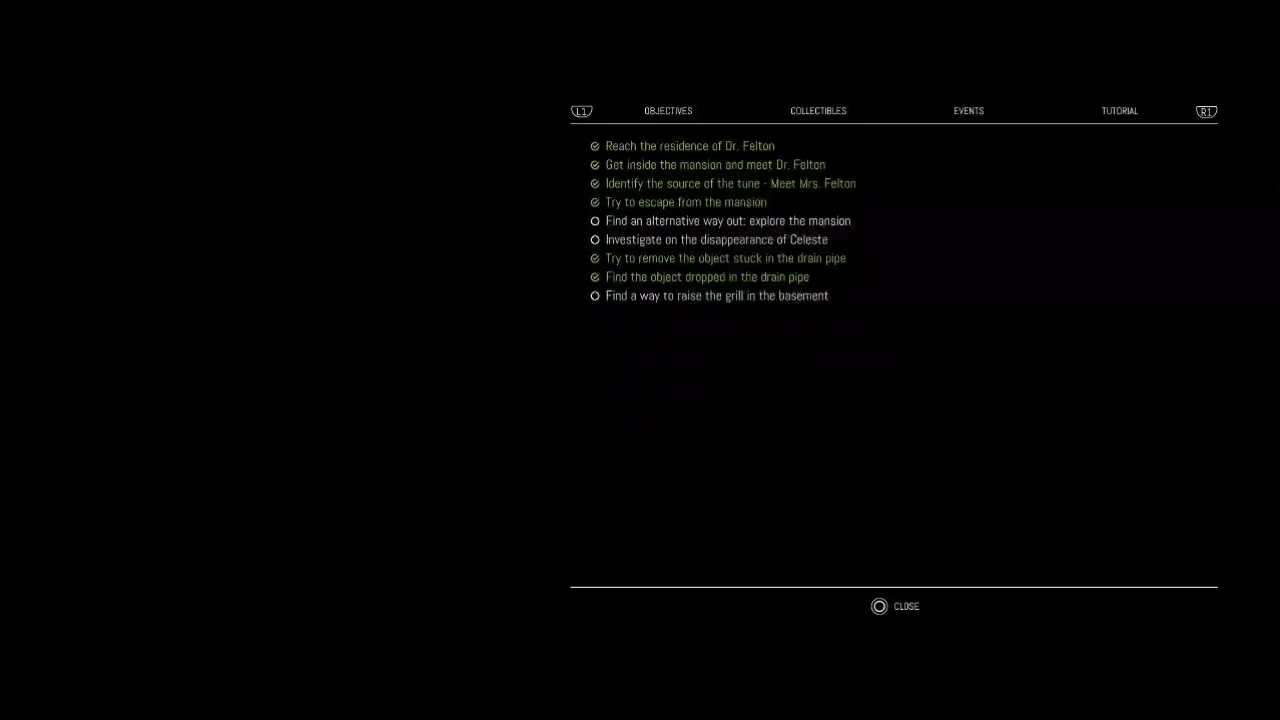 L1 OBJECTIVES COLLECTIBLES EVENTS TUTORIAL R1
Reach the residence of Dr. Felton
Get inside the mansion and meet Dr. Felton
Identify the source of the tune - Meet Mrs. Felton
Try to escape from the mansion
Find an alternative way out: explore the mansion
Investigate on the disappearance of Celeste
Try to remove the object stuck in the drain pipe
Find the object dropped in the drain pipe
Find a way to raise the grill in the basement
CLOSE